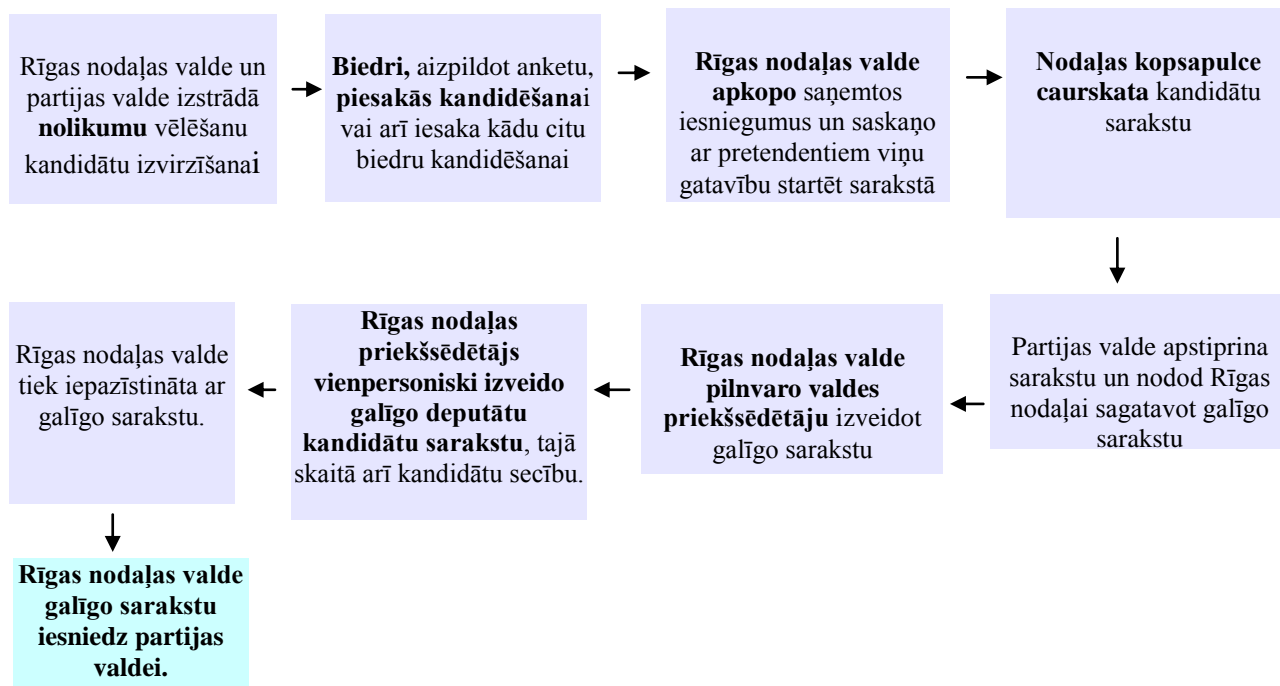 Rīgas nodaļas valde un
partijas valde izstrādā
nolikumu vēlēšanu
kandidātu izvirzīšanai
Biedri, aizpildot anketu,
piesakās kandidēšanai
vai arī iesaka kādu citu
biedru kandidēšanai
Rīgas nodaļas valde
apkopo saņemtos
iesniegumus un saskaņo
ar pretendentiem viņu
gatavību startēt sarakstā
Nodaļas kopsapulce
caurskata kandidātu
sarakstu
Partijas valde apstiprina
sarakstu un nodod Rīgas
nodaļai sagatavot galīgo
sarakstu
Rīgas nodaļas valde
pilnvaro valdes
priekšsēdētāju izveidot
galīgo sarakstu
Rīgas nodaļas
priekšsēdētājs
vienpersoniski izveido
galīgo deputātu
kandidātu sarakstu, tajā
skaitā arī kandidātu secību.
Rīgas nodaļas valde
tiek iepazīstināta ar
galīgo sarakstu.
Rīgas nodaļas valde
galīgo sarakstu
iesniedz partijas
valdei.